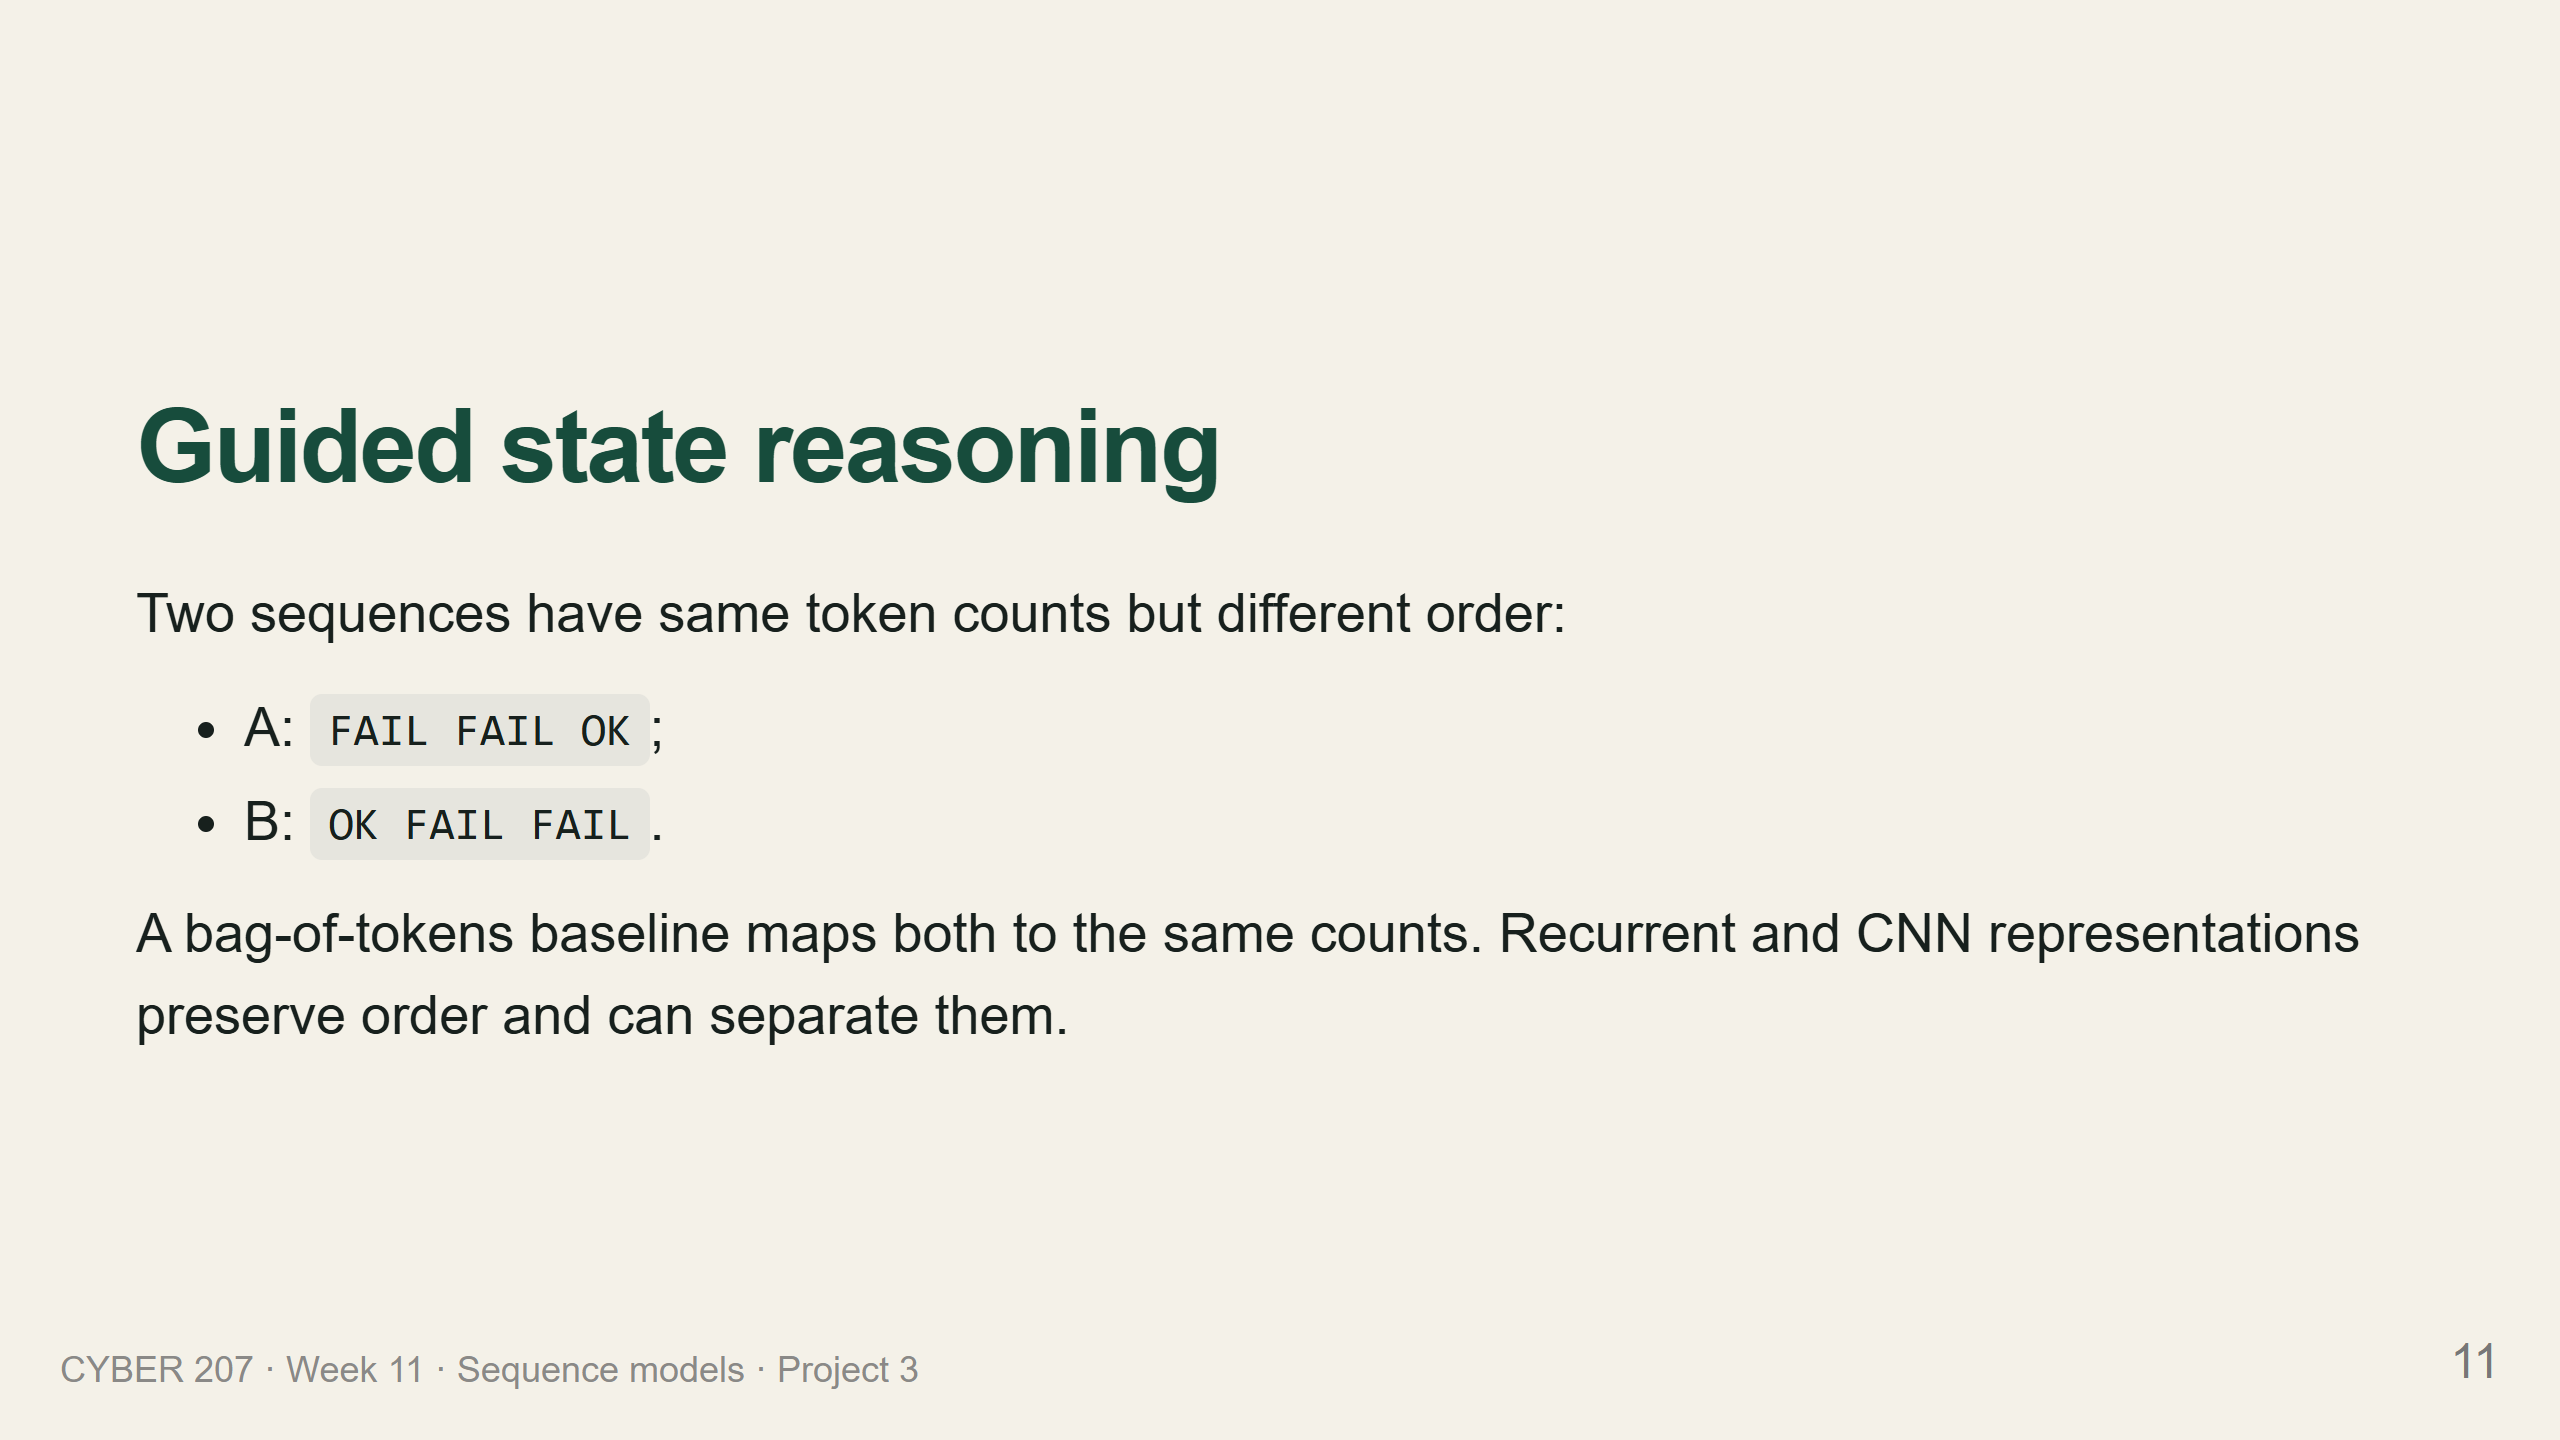 Guided state reasoning
Two sequences have same token counts but different order:
• A: FAIL FAIL OK;
• B: OK FAIL FAIL.
A bag-of-tokens baseline maps both to the same counts. Recurrent and CNN representations
preserve order and can separate them.
CYBER 207 · Week 11 · Sequence models · Project 3
11